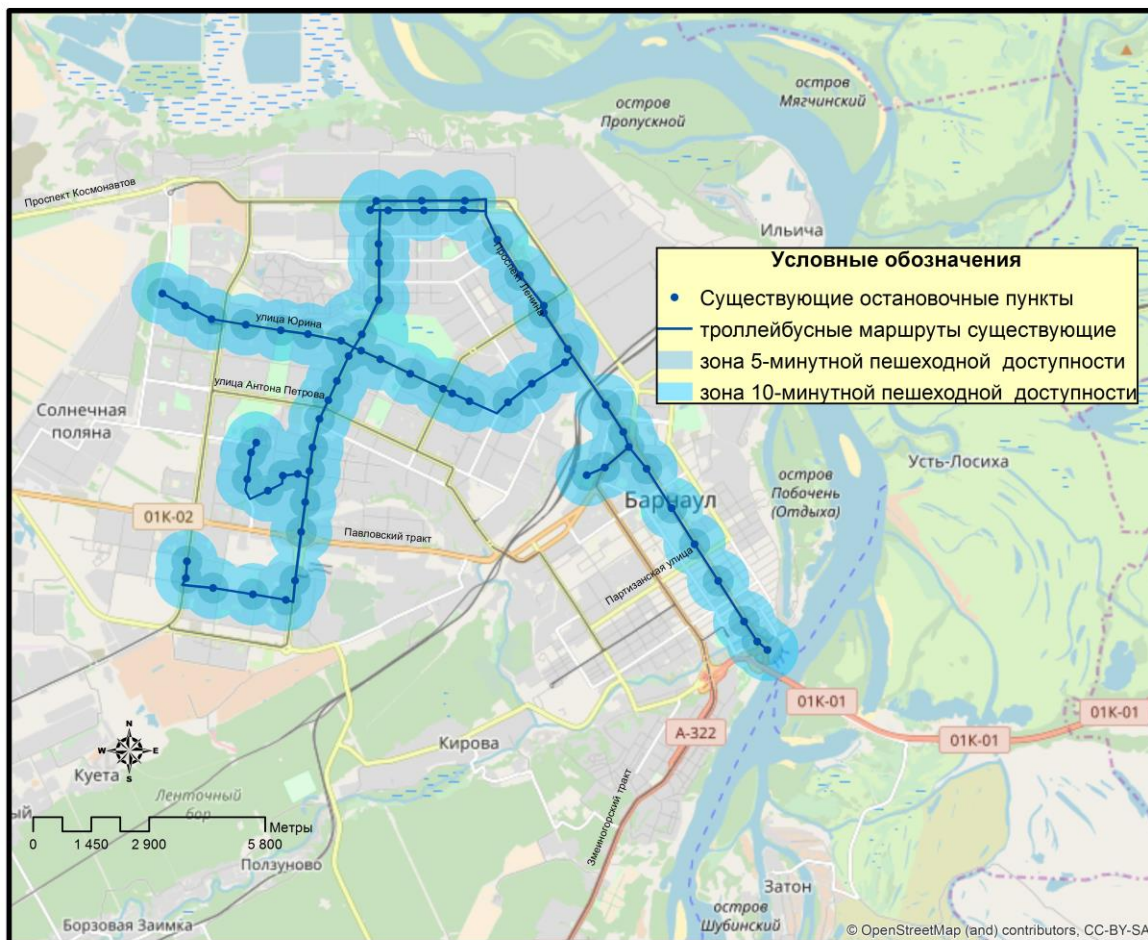 остров
Мягчинский
остров
Пропускной
Проспект Космонавтов
Ильича
Проспект Ленина
Условные обозначения
Существующие остановочные пункты
троллейбусные маршруты существующие
зона 5-минутной пешеходной доступности
зона 10-минутной пешеходной доступности
улица Юрина
улица Антона Петрова
Солнечная
поляна
Усть-Лосиха
остров
Побочень
(Отдыха)
Барнаул
01К-02
Павловский тракт
Партизанская улица
01К-01
01К-01
01К-01
А-322
Кирова
N
W E
S
Куета
Ленточный
бор
ый
Метры
0 1 450 2 900 5 800
Ползуново
Змеиногорский тракт
Затон
остров
Шубинский
Борзовая Заимка
© OpenStreetMap (and) contributors, CC-BY-SA